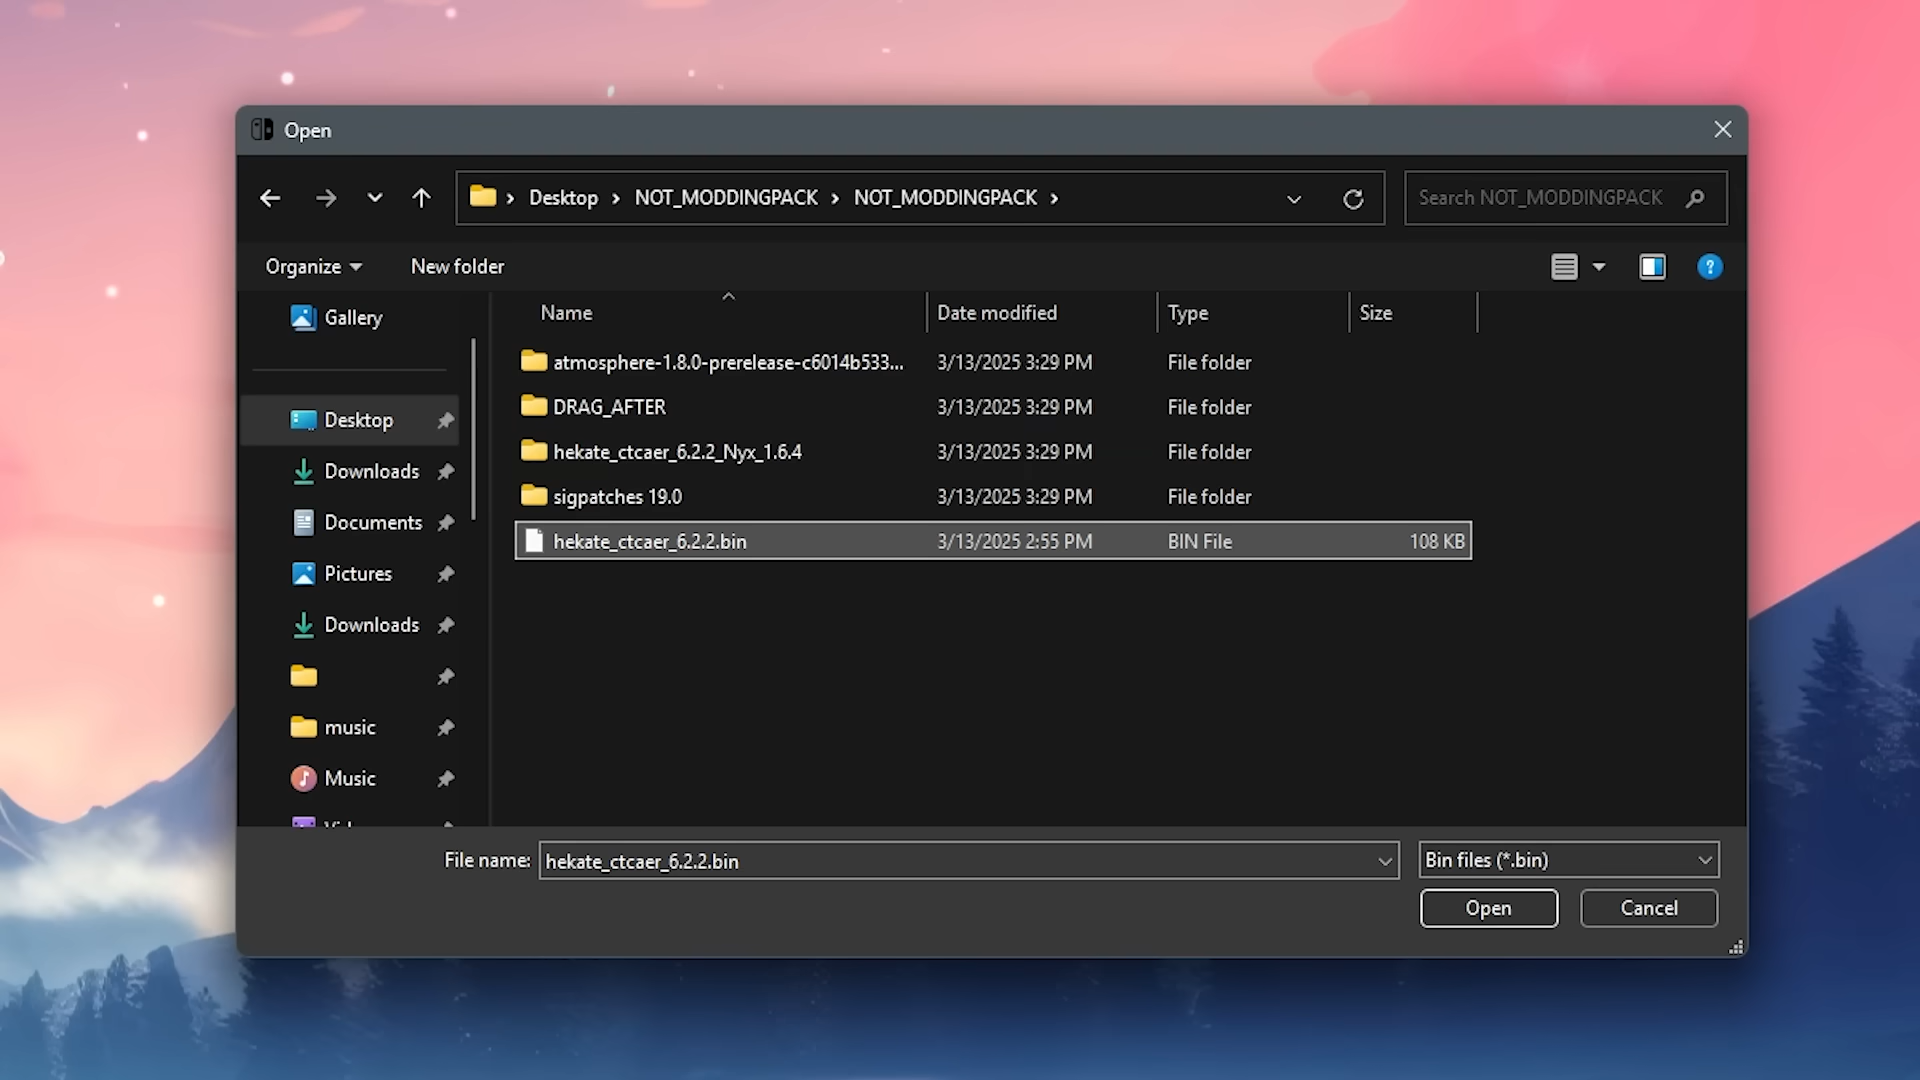 Open
Desktop NOT_MODDINGPACK NOT_MODDINGPACK
Search NOT_MODDINGPACK
Organize New folder
?
Gallery
Desktop
Downloads
Documents
Pictures
Downloads
music
Music
Name Date modified Type Size
atmosphere-1.8.0-prerelease-c6014b533... 3/13/2025 3:29 PM File folder
DRAG_AFTER 3/13/2025 3:29 PM File folder
hekate_ctcaer_6.2.2_Nyx_1.6.4 3/13/2025 3:29 PM File folder
sigpatches 19.0 3/13/2025 3:29 PM File folder
hekate_ctcaer_6.2.2.bin 3/13/2025 2:55 PM BIN File 108 KB
File name: hekate_ctcaer_6.2.2.bin
Bin files (*.bin)
Open Cancel